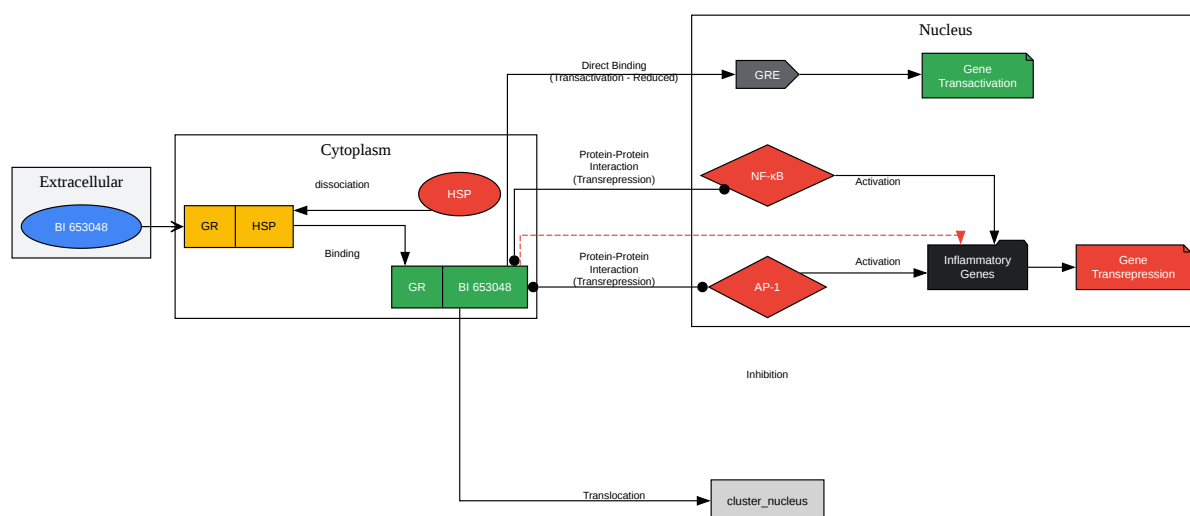 Nucleus
Direct Binding
(Transactivation - Reduced)
GRE
Gene
Transactivation
Cytoplasm
Extracellular
BI 653048
dissociation
HSP
GR
HSP
Binding
GR
BI 653048
Protein-Protein
Interaction
(Transrepression)
NF-κB
Activation
Protein-Protein
Interaction
(Transrepression)
AP-1
Activation
Inflammatory
Genes
Gene
Transrepression
Inhibition
Translocation
cluster_nucleus